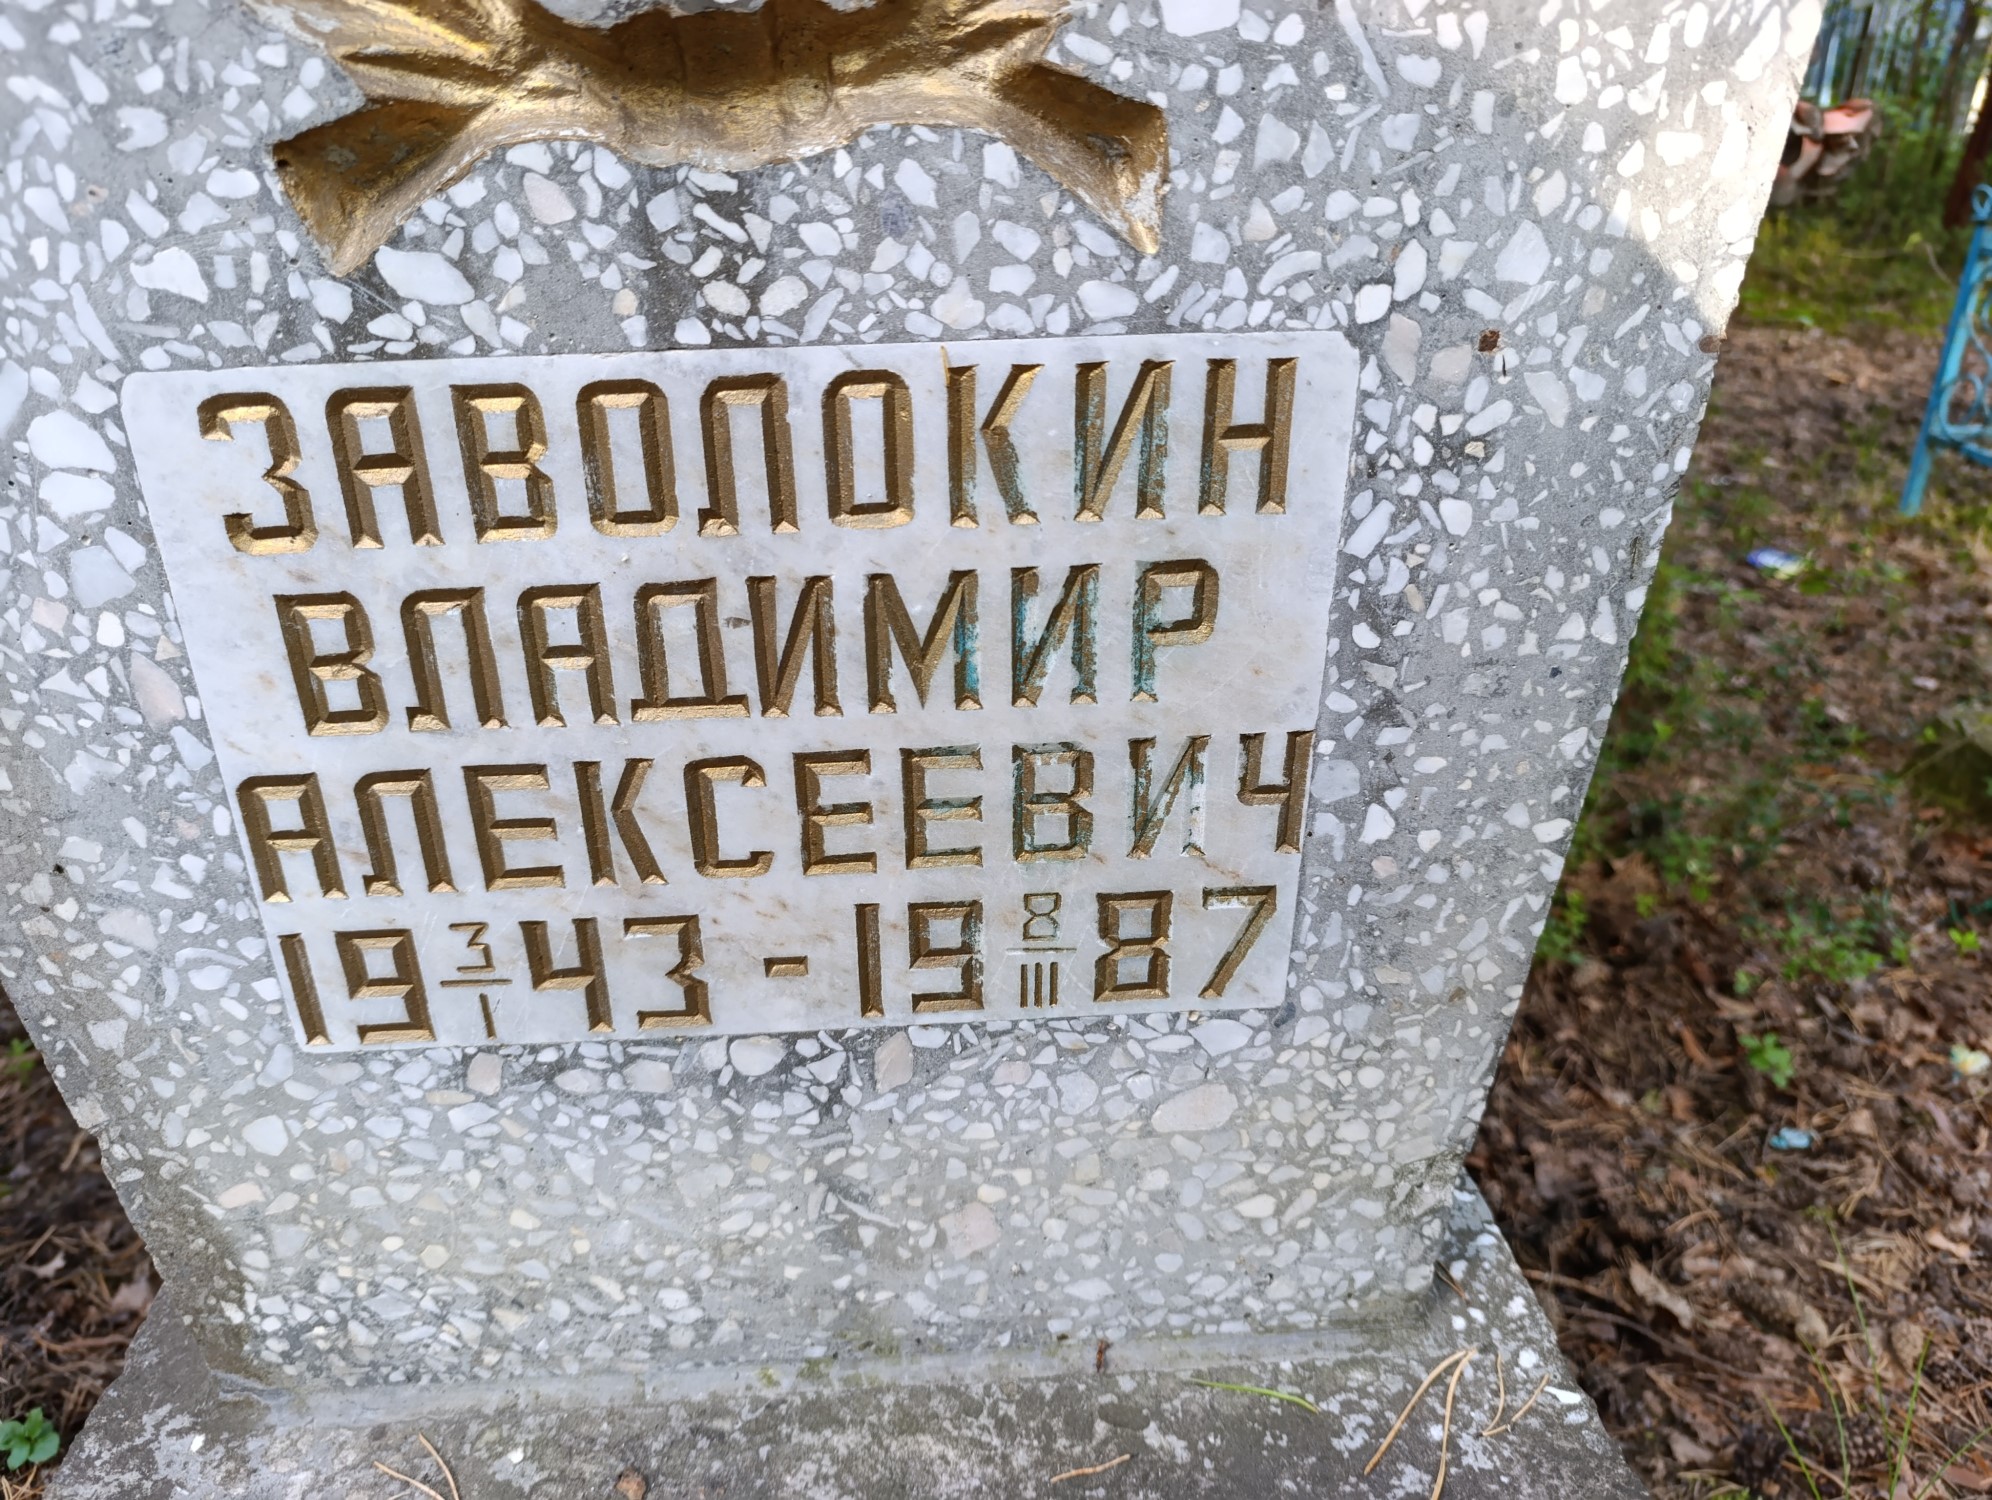 ЗАВОЛОКИН
ВЛАДИМИР
АЛЕКСЕЕВИЧ
19 3/I 43 - 19 8/III 87